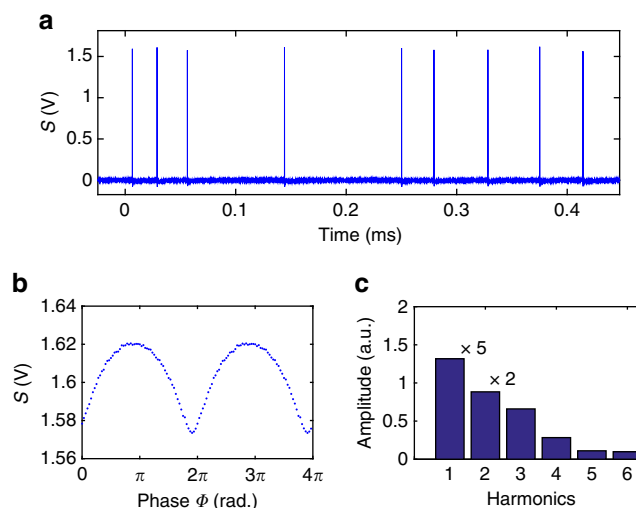 a
S (V)
1.5
1
0.5
0
0
0.1
0.2
0.3
0.4
Time (ms)
b
S (V)
1.64
1.62
1.60
1.58
1.56
0
π
2π
3π
4π
Phase Φ (rad.)
c
Amplitude (a.u.)
2
1.5
1
0.5
0
× 5
× 2
1 2 3 4 5 6
Harmonics